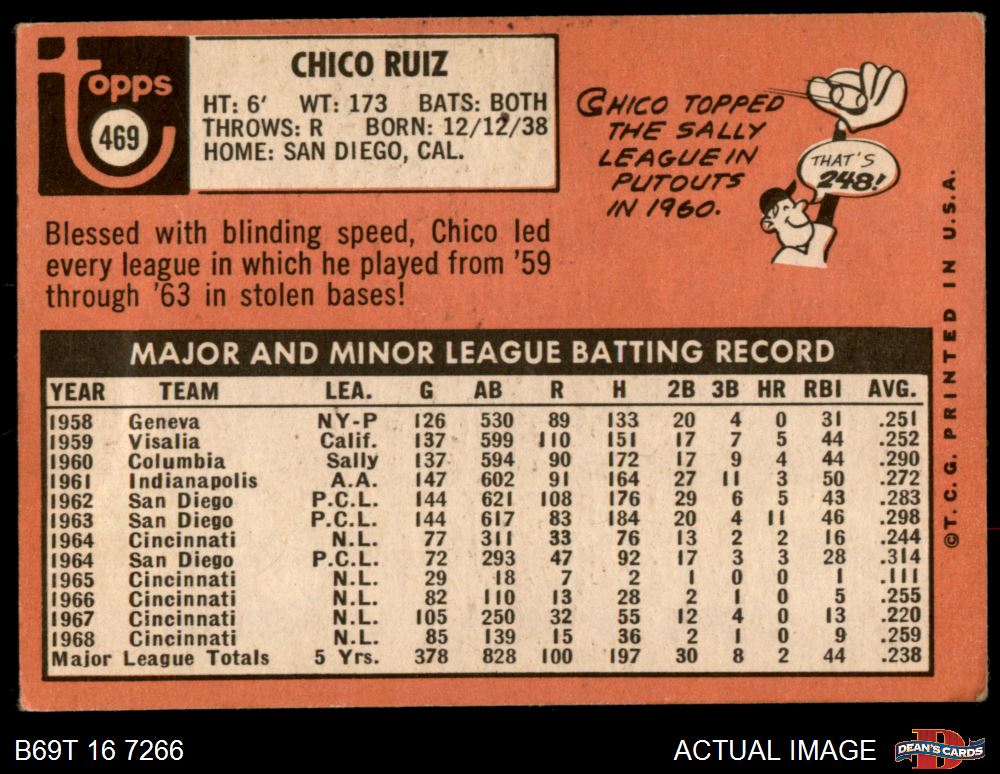 Topps
469
CHICO RUIZ
HT: 6' WT: 173 BATS: BOTH
THROWS: R BORN: 12/12/38
HOME: SAN DIEGO, CAL.
CHICO TOPPED
THE SALLY
LEAGUE IN
PUTOUTS
IN 1960.
THAT'S
248!
Blessed with blinding speed, Chico led
every league in which he played from '59
through '63 in stolen bases!
MAJOR AND MINOR LEAGUE BATTING RECORD
YEAR TEAM LEA. G AB R H 2B 3B HR RBI AVG.
1958 Geneva NY-P 126 530 89 133 20 4 0 31 .251
1959 Visalia Calif. 137 599 110 151 17 7 5 44 .252
1960 Columbia Sally 137 594 90 172 17 9 4 44 .290
1961 Indianapolis A.A. 147 602 91 164 27 11 3 50 .272
1962 San Diego P.C.L. 144 621 108 176 29 6 5 43 .283
1963 San Diego P.C.L. 144 617 83 184 20 4 11 46 .298
1964 Cincinnati N.L. 77 311 33 76 13 2 2 16 .244
1964 San Diego P.C.L. 72 293 47 92 17 3 3 28 .314
1965 Cincinnati N.L. 29 18 7 2 1 0 0 1 .111
1966 Cincinnati N.L. 82 110 13 28 2 1 0 5 .255
1967 Cincinnati N.L. 105 250 32 55 12 4 0 13 .220
1968 Cincinnati N.L. 85 139 15 36 2 1 0 9 .259
Major League Totals 5 Yrs. 378 828 100 197 30 8 2 44 .238
©T. C. G. PRINTED IN U.S.A.
B69T 16 7266
ACTUAL IMAGE
DEAN'S CARDS